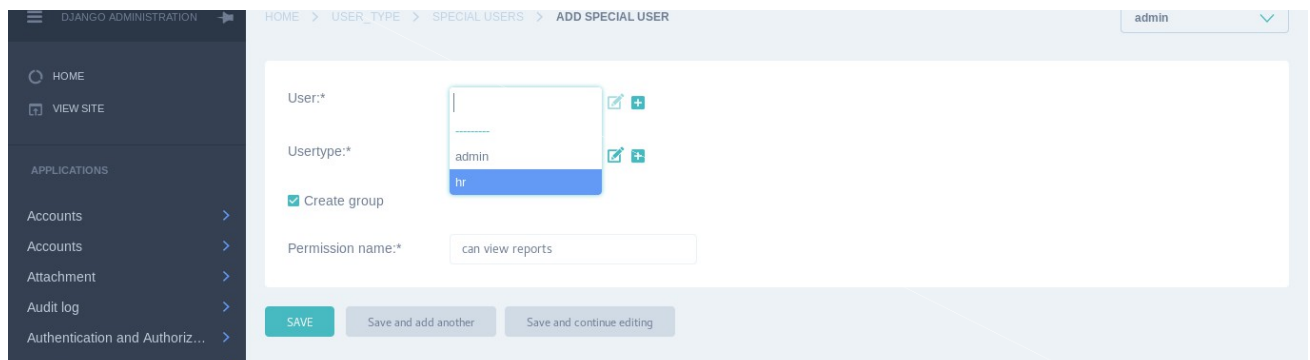 DJANGO ADMINISTRATION
HOME > USER_TYPE > SPECIAL USERS > ADD SPECIAL USER
admin
HOME
VIEW SITE
APPLICATIONS
Accounts
Accounts
Attachment
Audit log
Authentication and Authoriz...
User:*
---------
admin
hr
Usertype:*
Create group
Permission name:*
can view reports
SAVE
Save and add another
Save and continue editing